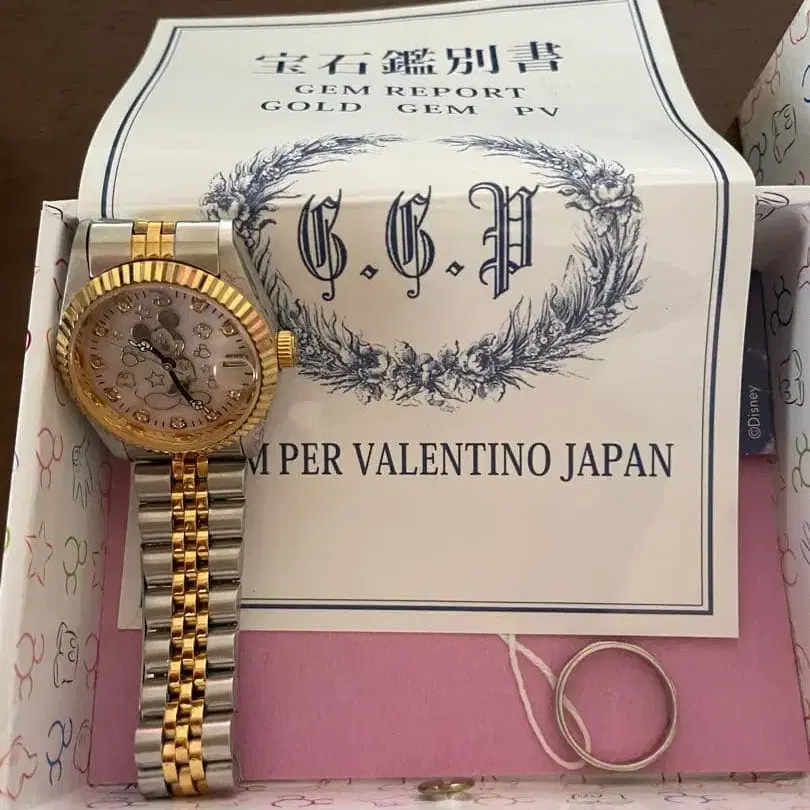 宝石鑑別書
GEM REPORT
GOLD GEM PV
G.G.P
M PER VALENTINO JAPAN
©Disney